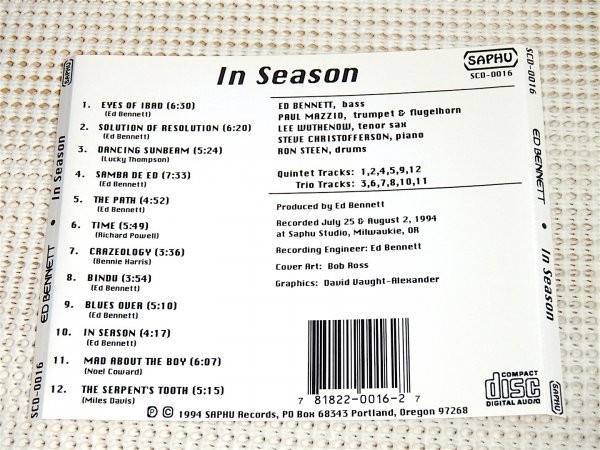 SAPHU
SCD-0016
In Season
ED BENNETT • In Season
SCD-0016
1. EYES OF IBAD (6:30)
(Ed Bennett)
2. SOLUTION OF RESOLUTION (6:20)
(Ed Bennett)
3. DANCING SUNBEAM (5:24)
(Lucky Thompson)
4. SAMBA DE ED (7:33)
(Ed Bennett)
5. THE PATH (4:52)
(Ed Bennett)
6. TIME (5:49)
(Richard Powell)
7. CRAZEOLOGY (3:36)
(Bennie Harris)
8. BINDU (3:54)
(Ed Bennett)
9. BLUES OVER (5:10)
(Ed Bennett)
10. IN SEASON (4:17)
(Ed Bennett)
11. MAD ABOUT THE BOY (6:07)
(Noel Coward)
12. THE SERPENT'S TOOTH (5:15)
(Miles Davis)
ED BENNETT, bass
PAUL MAZZIO, trumpet & flugelhorn
LEE WUTHENOW, tenor sax
STEVE CHRISTOFFERSON, piano
RON STEEN, drums
Quintet Tracks: 1,2,4,5,9,12
Trio Tracks: 3,6,7,8,10,11
Produced by Ed Bennett
Recorded July 25 & August 2, 1994
at Saphu Studio, Milwaukie, OR
Recording Engineer: Ed Bennett
Cover Art: Bob Ross
Graphics: David Vaught-Alexander
7 81822-0016-2 7
COMPACT
disc
DIGITAL AUDIO
Ⓟ © 1994 SAPHU Records, PO Box 68343 Portland, Oregon 97268
SCD-0016
ED BENNETT • In Season
SAPHU